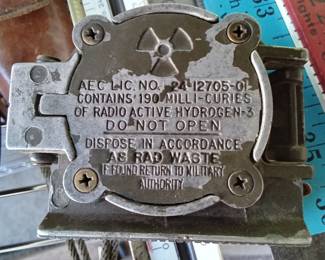 AEC LIC. NO. 24-12705-01
CONTAINS 190 MILLI-CURIES
OF RADIO ACTIVE HYDROGEN-3
DO NOT OPEN
DISPOSE IN ACCORDANCE
AS RAD WASTE
IF FOUND RETURN TO MILITARY
AUTHORITY